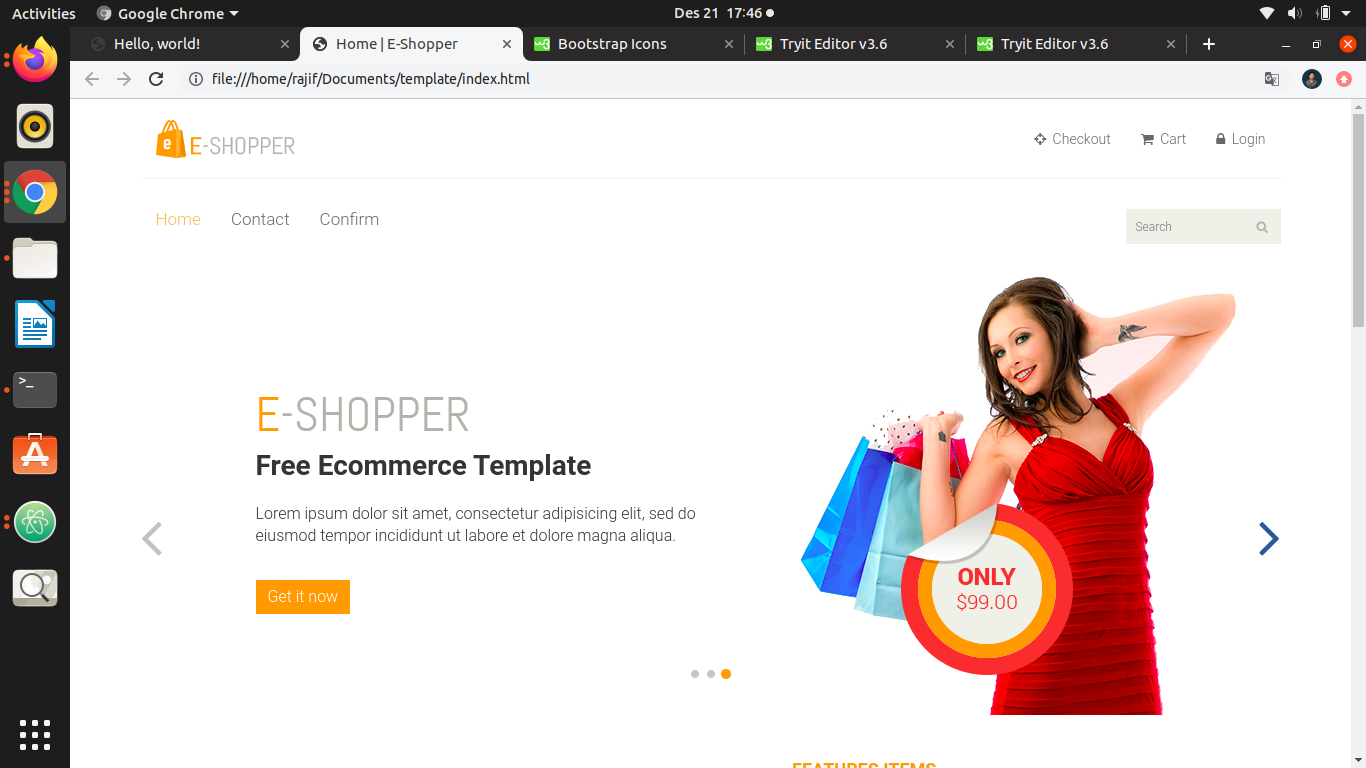 Activities Google Chrome Des 21 17:46
Hello, world! Home | E-Shopper Bootstrap Icons Tryit Editor v3.6 Tryit Editor v3.6
file:///home/rajif/Documents/template/index.html
E-SHOPPER Checkout Cart Login
Home Contact Confirm Search
E-SHOPPER
Free Ecommerce Template
Lorem ipsum dolor sit amet, consectetur adipisicing elit, sed do
eiusmod tempor incididunt ut labore et dolore magna aliqua.
Get it now
ONLY
$99.00
FEATURES ITEMS